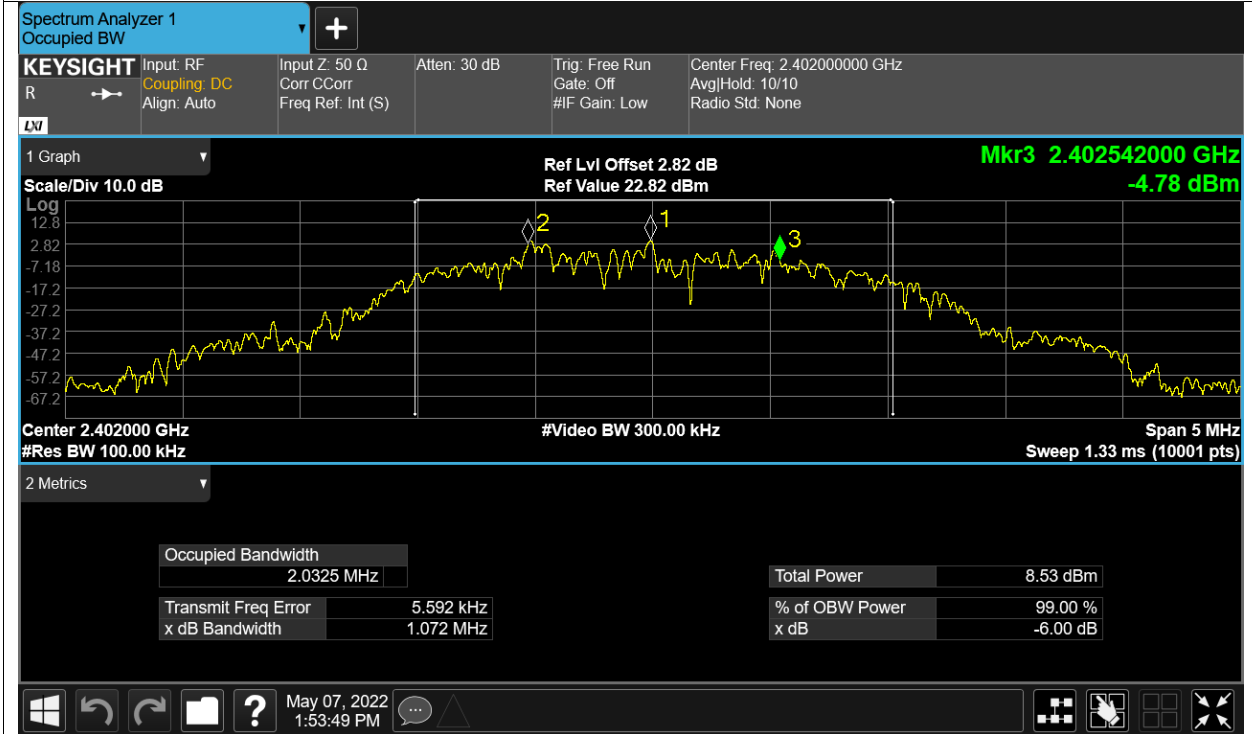 Spectrum Analyzer 1
Occupied BW
+
KEYSIGHT
R
LXI
Input: RF
Coupling: DC
Align: Auto
Input Z: 50 Ω
Corr CCorr
Freq Ref: Int (S)
Atten: 30 dB
Trig: Free Run
Gate: Off
#IF Gain: Low
Center Freq: 2.402000000 GHz
Avg|Hold: 10/10
Radio Std: None
1 Graph
Scale/Div 10.0 dB
Ref Lvl Offset 2.82 dB
Ref Value 22.82 dBm
Mkr3 2.402542000 GHz
-4.78 dBm
Log
12.8
2.82
-7.18
-17.2
-27.2
-37.2
-47.2
-57.2
-67.2
2
1
3
Center 2.402000 GHz
#Video BW 300.00 kHz
Span 5 MHz
#Res BW 100.00 kHz
Sweep 1.33 ms (10001 pts)
2 Metrics
Occupied Bandwidth
2.0325 MHz
Total Power 8.53 dBm
Transmit Freq Error 5.592 kHz
% of OBW Power 99.00 %
x dB Bandwidth 1.072 MHz
x dB -6.00 dB
?
May 07, 2022
1:53:49 PM